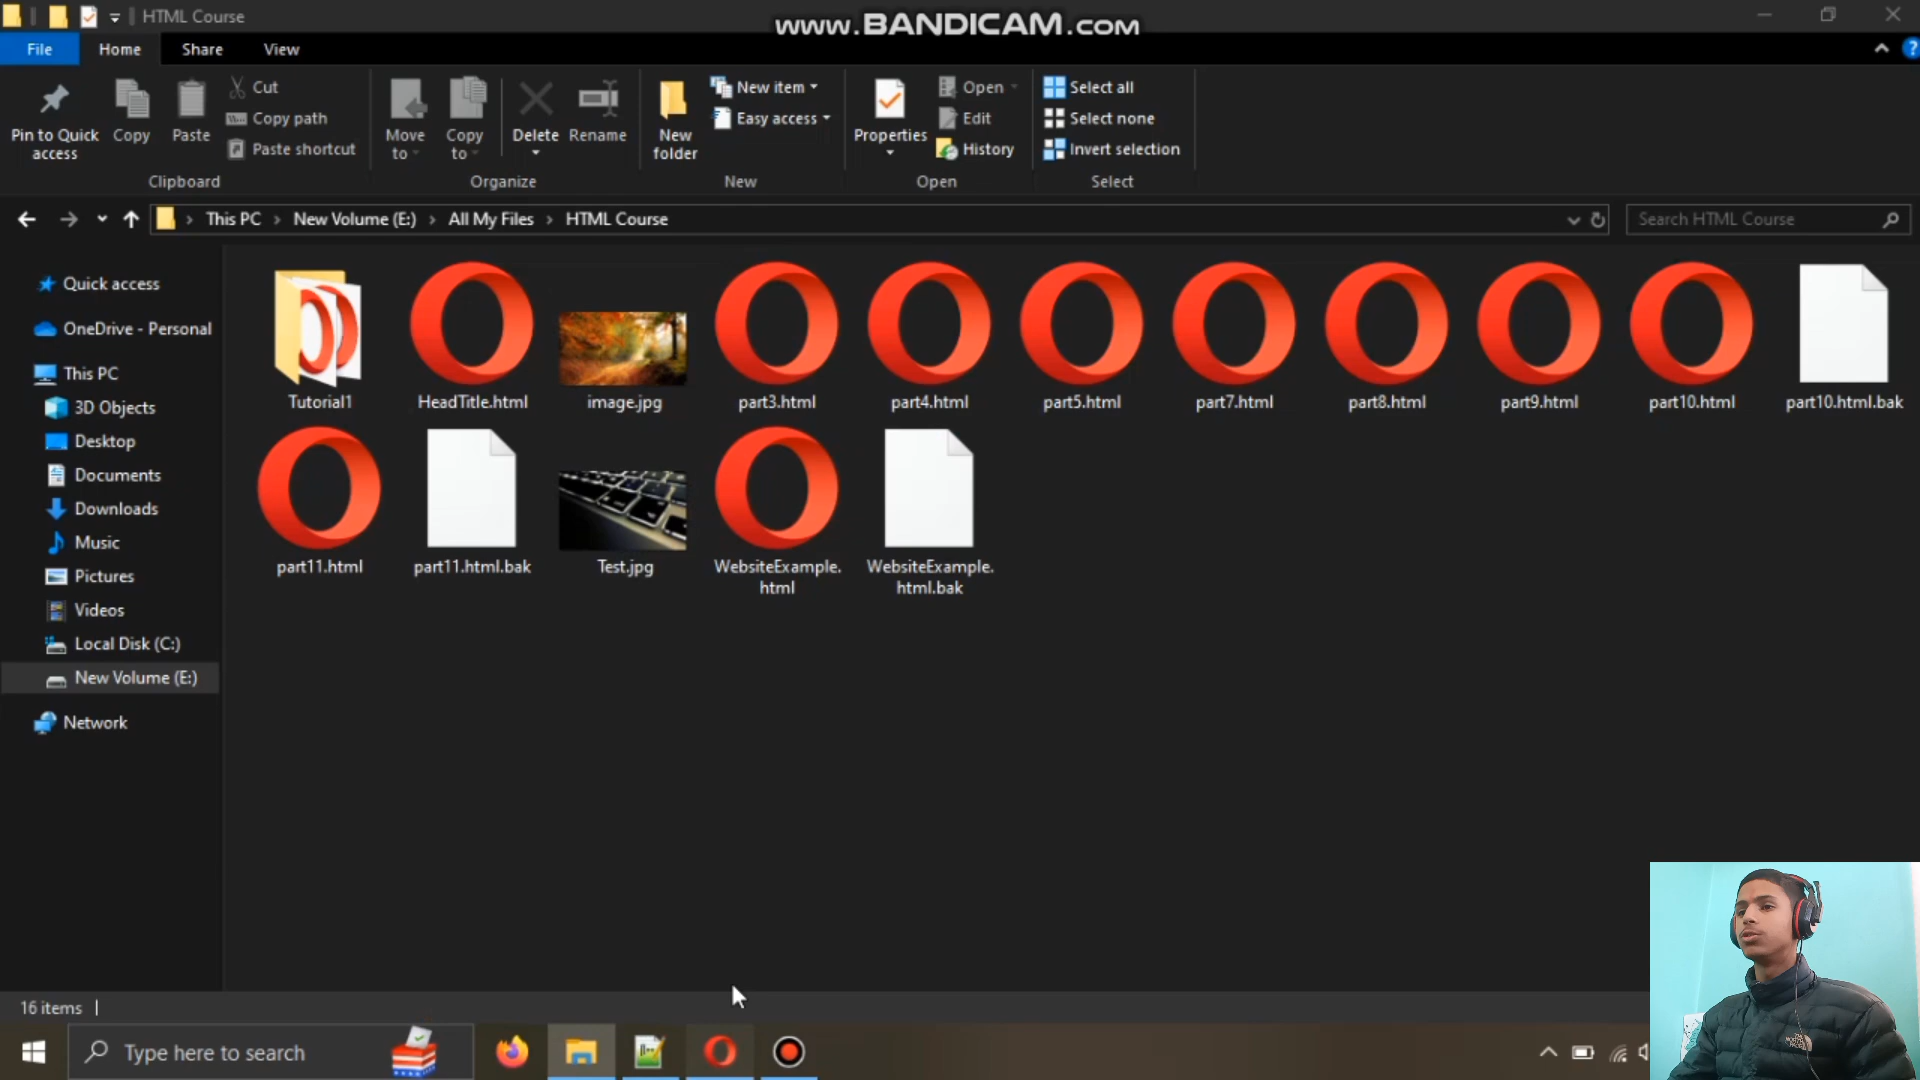 HTML Course
www.BANDICAM.com
File Home Share View
Pin to Quick access
Copy
Paste
Cut
Copy path
Paste shortcut
Clipboard
Move to
Copy to
Delete
Rename
Organize
New folder
New item
Easy access
New
Properties
Open
Edit
History
Open
Select all
Select none
Invert selection
Select
This PC > New Volume (E:) > All My Files > HTML Course
Search HTML Course
Quick access
OneDrive - Personal
This PC
3D Objects
Desktop
Documents
Downloads
Music
Pictures
Videos
Local Disk (C:)
New Volume (E:)
Network
Tutorial1
HeadTitle.html
image.jpg
part3.html
part4.html
part5.html
part7.html
part8.html
part9.html
part10.html
part10.html.bak
part11.html
part11.html.bak
Test.jpg
WebsiteExample.
html
WebsiteExample.
html.bak
16 items
Type here to search